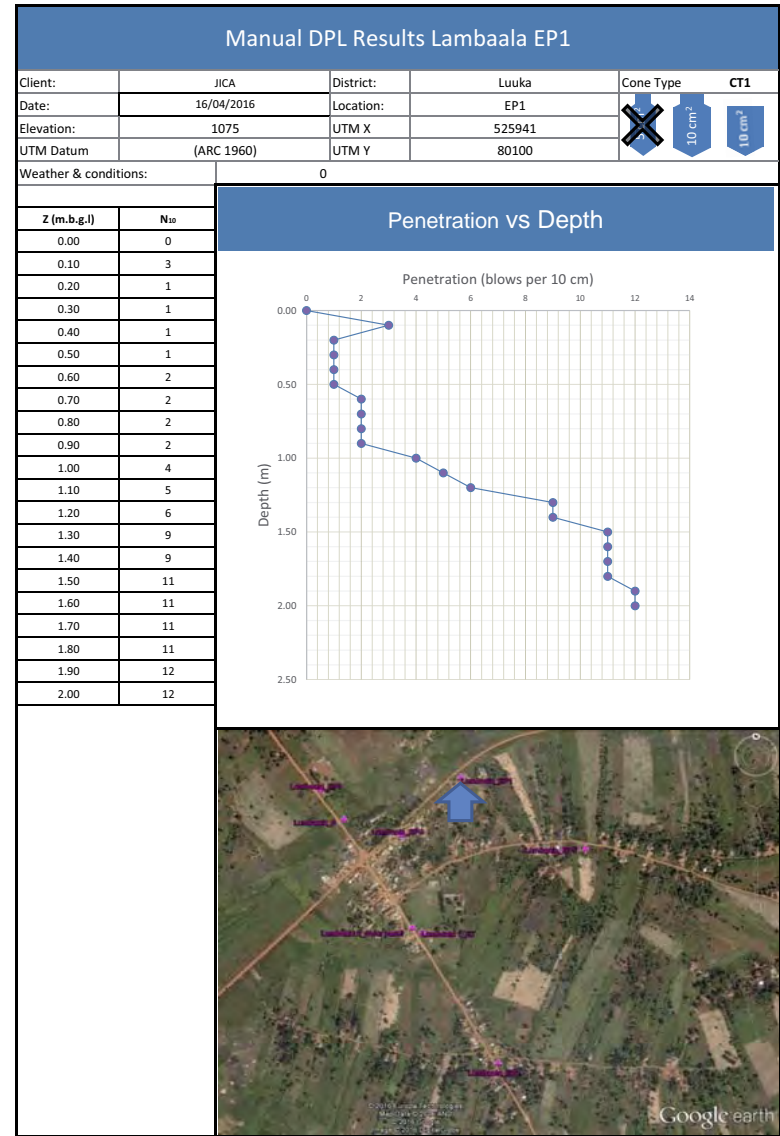 Manual DPL Results Lambaala EP1
Client: JICA District: Luuka Cone Type CT1
Date: 16/04/2016 Location: EP1
Elevation: 1075 UTM X 525941
UTM Datum (ARC 1960) UTM Y 80100
10 cm²
10 cm²
Weather & conditions: 0
Z (m.b.g.l) N₁₀
0.00 0
0.10 3
0.20 1
0.30 1
0.40 1
0.50 1
0.60 2
0.70 2
0.80 2
0.90 2
1.00 4
1.10 5
1.20 6
1.30 9
1.40 9
1.50 11
1.60 11
1.70 11
1.80 11
1.90 12
2.00 12
Penetration vs Depth
Penetration (blows per 10 cm)
0 2 4 6 8 10 12 14
0.00
0.50
1.00
1.50
2.00
2.50
Depth (m)
Google earth